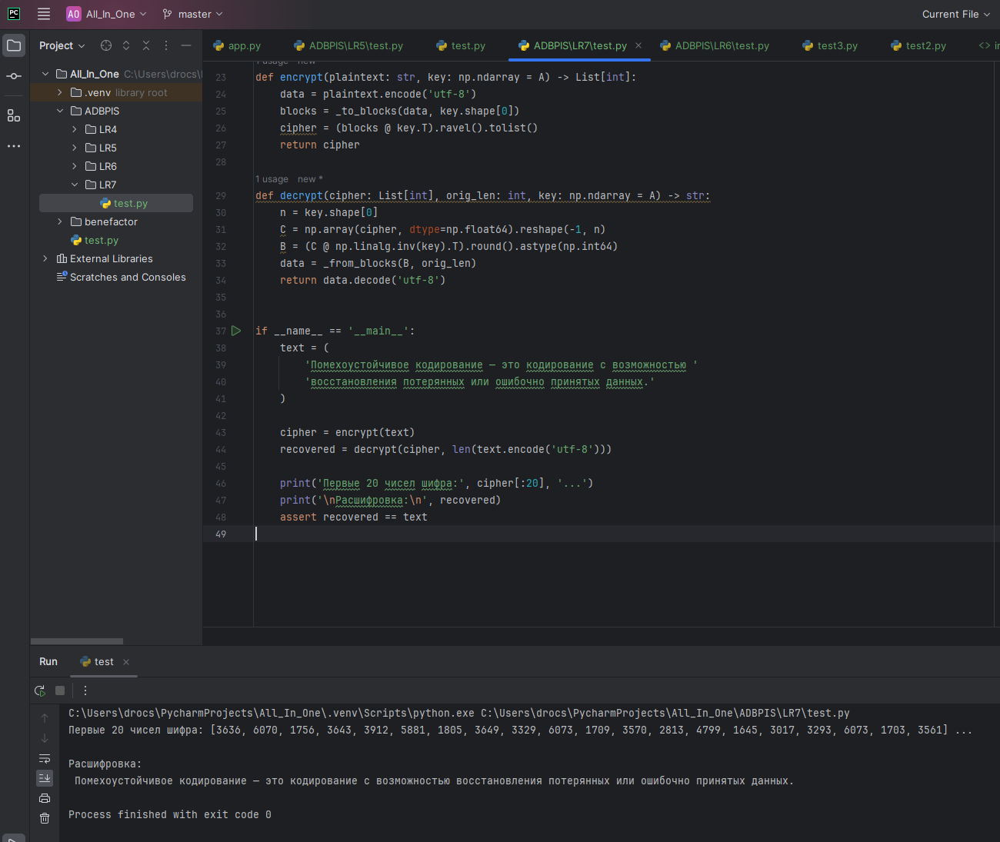 PC
AO All_In_One master Current File
Project
app.py ADBPIS\LR5\test.py test.py ADBPIS\LR7\test.py ADBPIS\LR6\test.py test3.py test2.py <>
All_In_One C:\Users\drocs\
.venv library root
ADBPIS
LR4
LR5
LR6
LR7
test.py
benefactor
test.py
External Libraries
Scratches and Consoles
1 usage new *
23 def encrypt(plaintext: str, key: np.ndarray = A) -> List[int]:
24 data = plaintext.encode('utf-8')
25 blocks = _to_blocks(data, key.shape[0])
26 cipher = (blocks @ key.T).ravel().tolist()
27 return cipher
28
1 usage new *
29 def decrypt(cipher: List[int], orig_len: int, key: np.ndarray = A) -> str:
30 n = key.shape[0]
31 C = np.array(cipher, dtype=np.float64).reshape(-1, n)
32 B = (C @ np.linalg.inv(key).T).round().astype(np.int64)
33 data = _from_blocks(B, orig_len)
34 return data.decode('utf-8')
35
36
37 if __name__ == '__main__':
38 text = (
39 'Помехоустойчивое кодирование — это кодирование с возможностью '
40 'восстановления потерянных или ошибочно принятых данных.'
41 )
42
43 cipher = encrypt(text)
44 recovered = decrypt(cipher, len(text.encode('utf-8')))
45
46 print('Первые 20 чисел шифра:', cipher[:20], '...')
47 print('\nРасшифровка:\n', recovered)
48 assert recovered == text
49
Run test
C:\Users\drocs\PycharmProjects\All_In_One\.venv\Scripts\python.exe C:\Users\drocs\PycharmProjects\All_In_One\ADBPIS\LR7\test.py
Первые 20 чисел шифра: [3636, 6070, 1756, 3643, 3912, 5881, 1805, 3649, 3329, 6073, 1709, 3570, 2813, 4799, 1645, 3017, 3293, 6073, 1703, 3561] ...
Расшифровка:
Помехоустойчивое кодирование — это кодирование с возможностью восстановления потерянных или ошибочно принятых данных.
Process finished with exit code 0